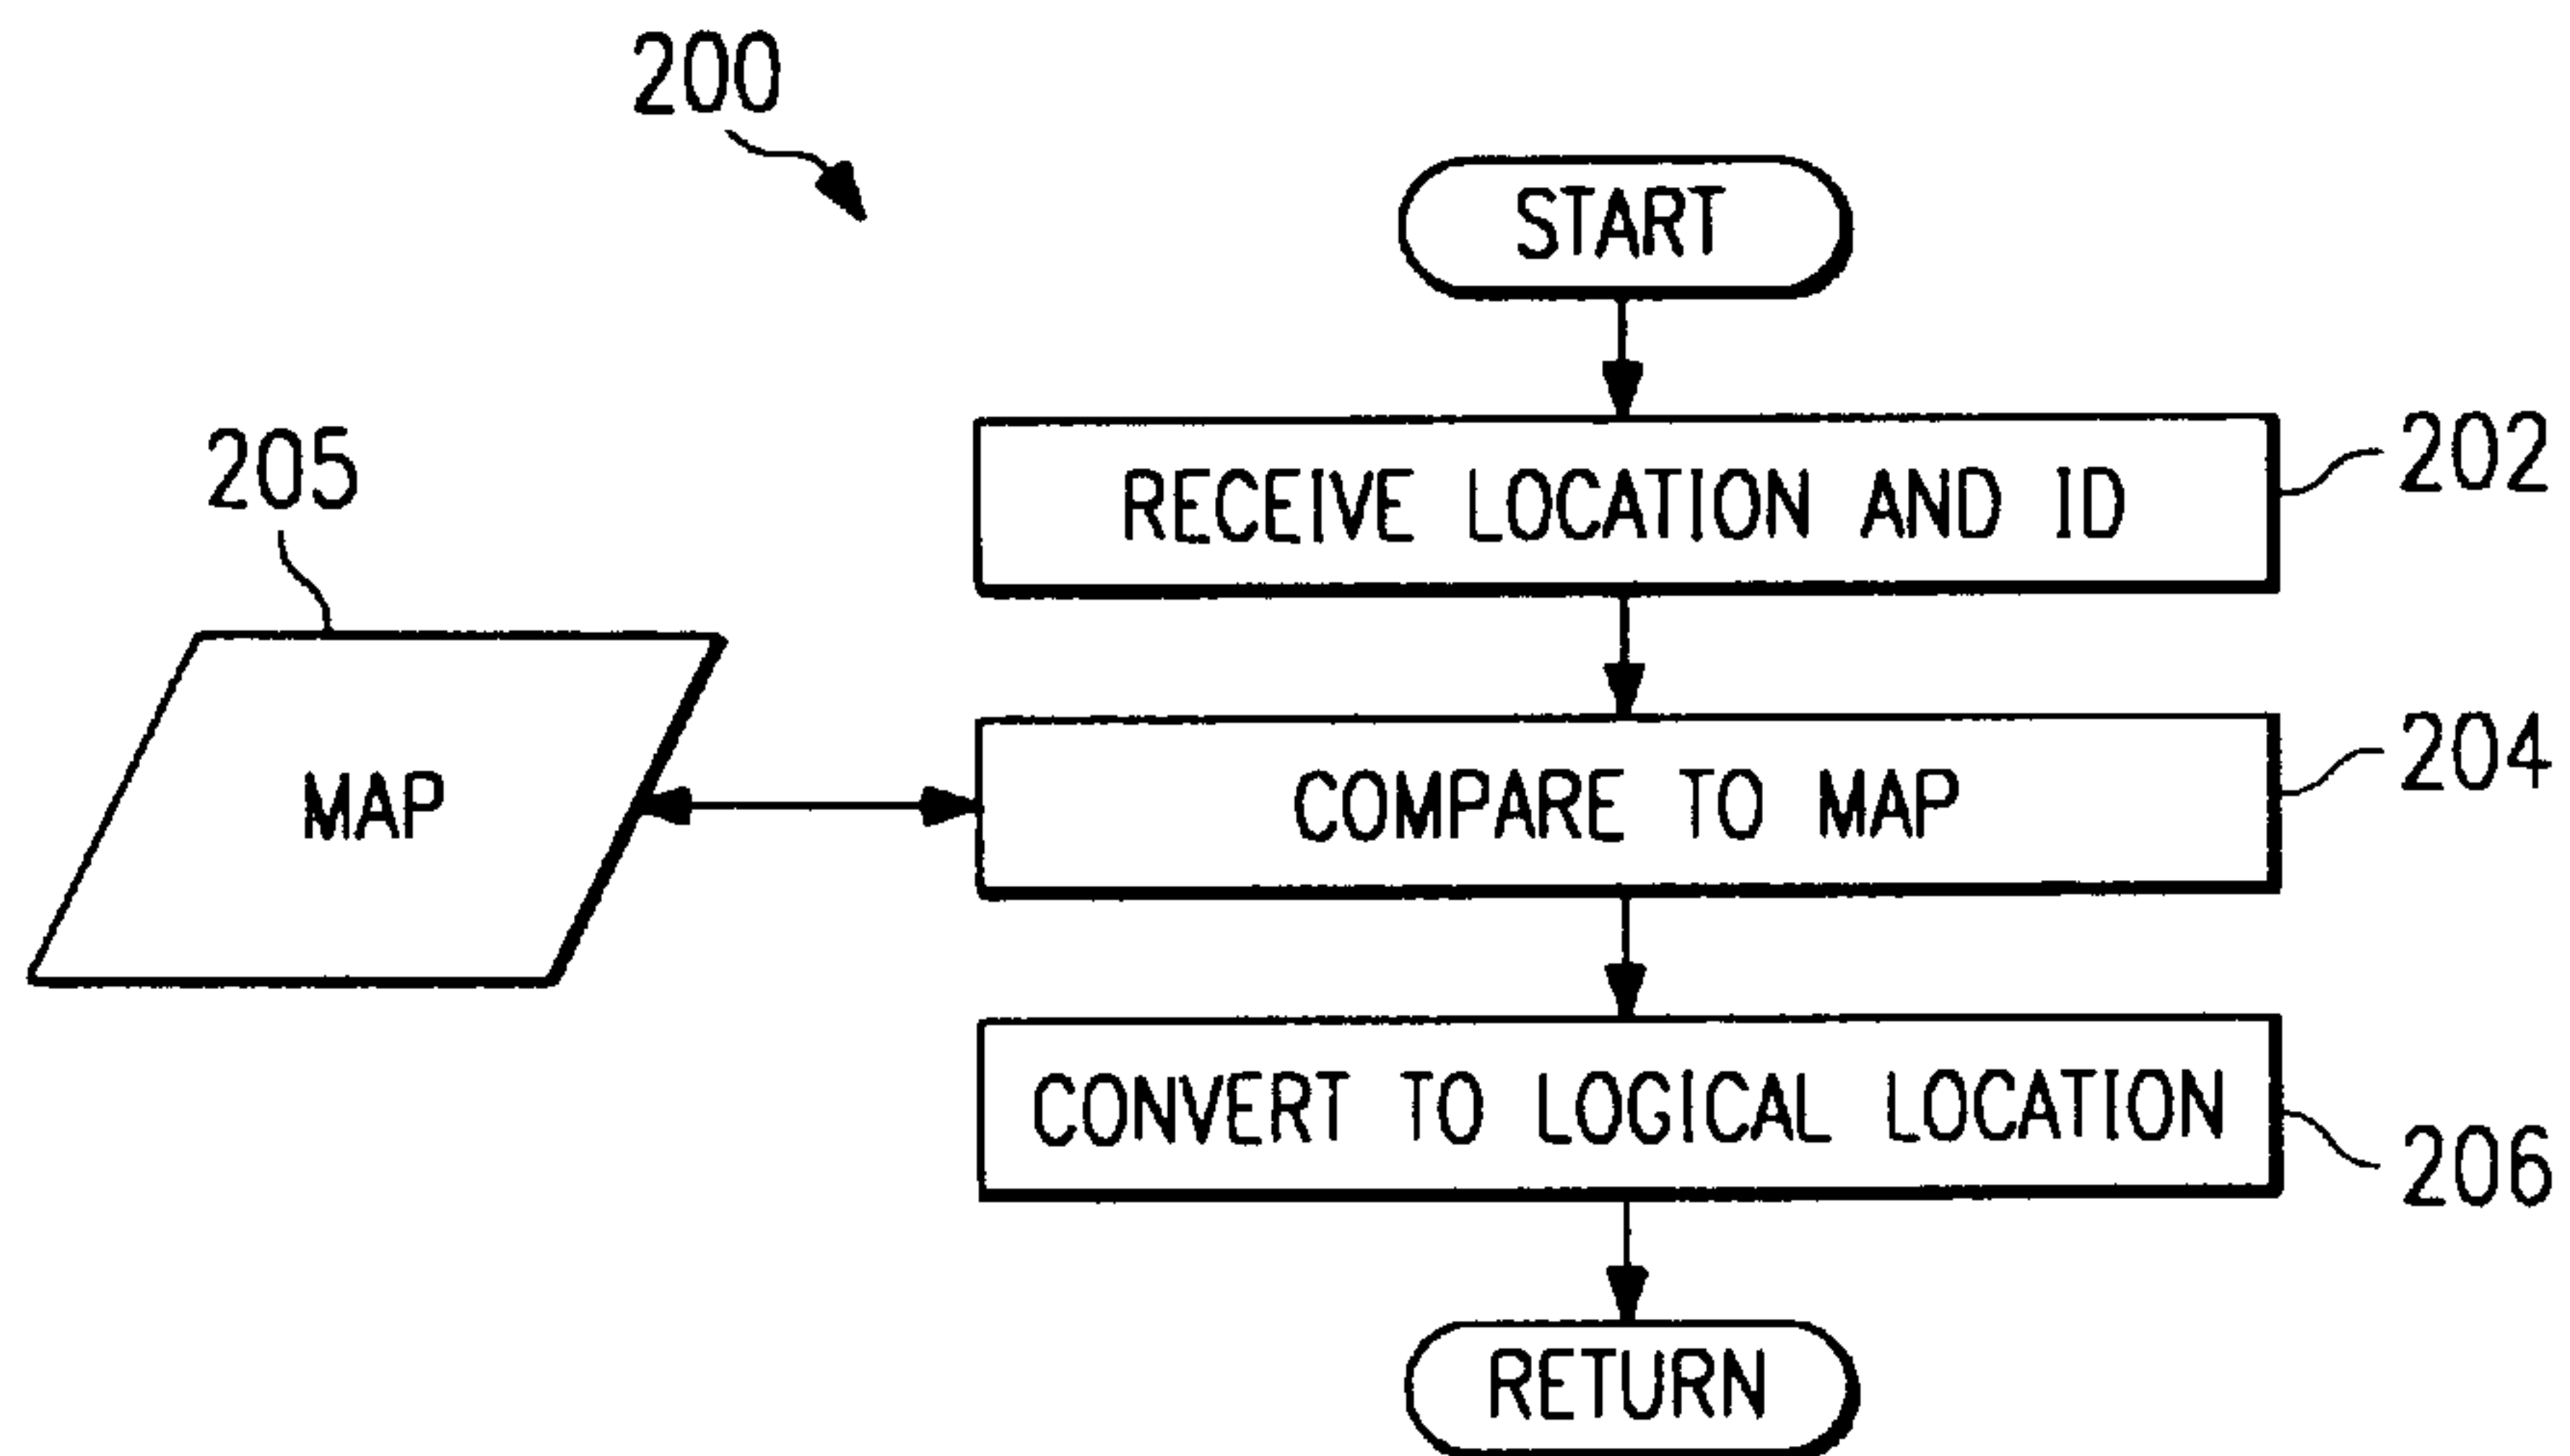 200
START
205
RECEIVE LOCATION AND ID
202
MAP
COMPARE TO MAP
204
CONVERT TO LOGICAL LOCATION
206
RETURN